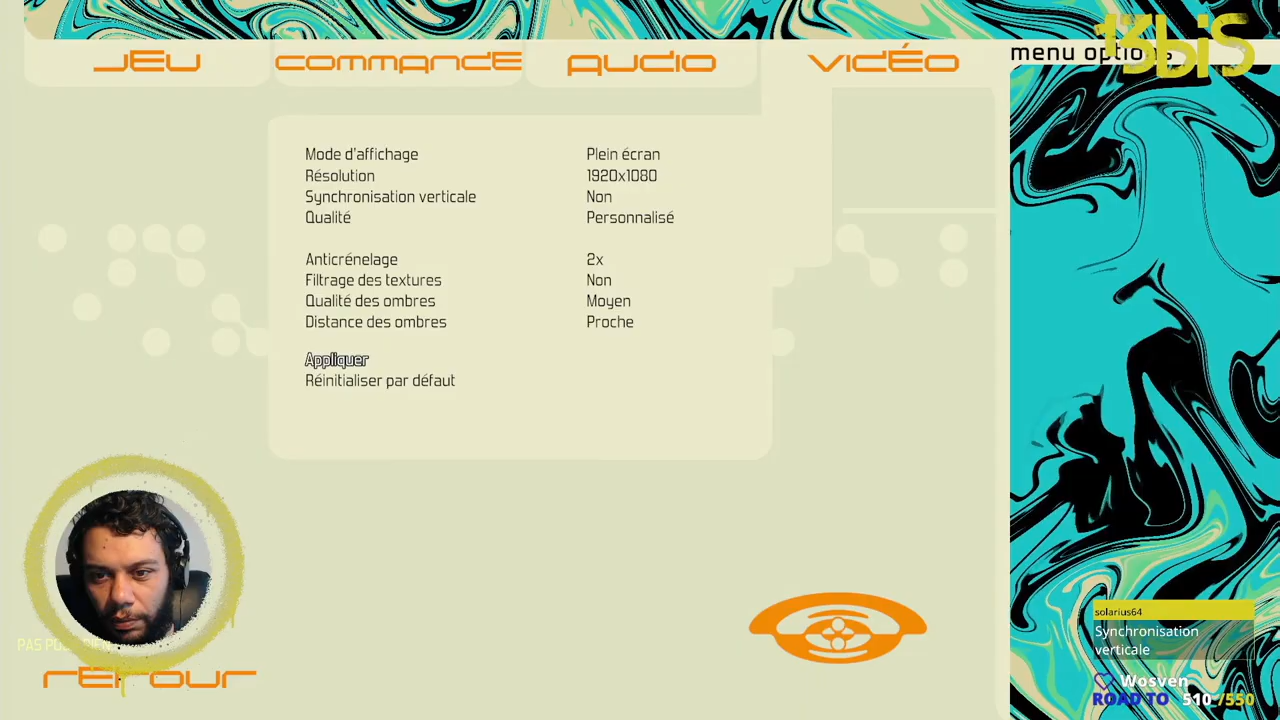 JEU COMMANDE AUDIO VIDÉO
menu options
13biS
Mode d'affichage Plein écran
Résolution 1920x1080
Synchronisation verticale Non
Qualité Personnalisé
Anticrénelage 2x
Filtrage des textures Non
Qualité des ombres Moyen
Distance des ombres Proche
Appliquer
Réinitialiser par défaut
solarius64
Synchronisation
verticale
Wosven
ROAD TO 510/550
rETour